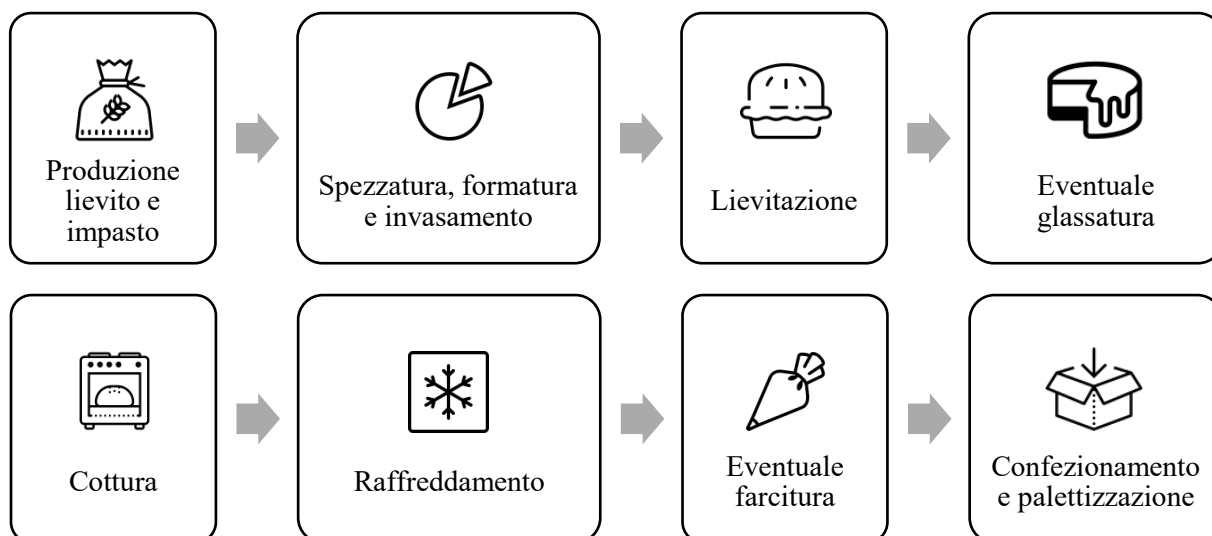 Produzione
lievito e
impasto
Spezzatura, formatura
e invasamento
Lievitazione
Eventuale
glassatura
Cottura
Raffreddamento
Eventuale
farcitura
Confezionamento
e palettizzazione